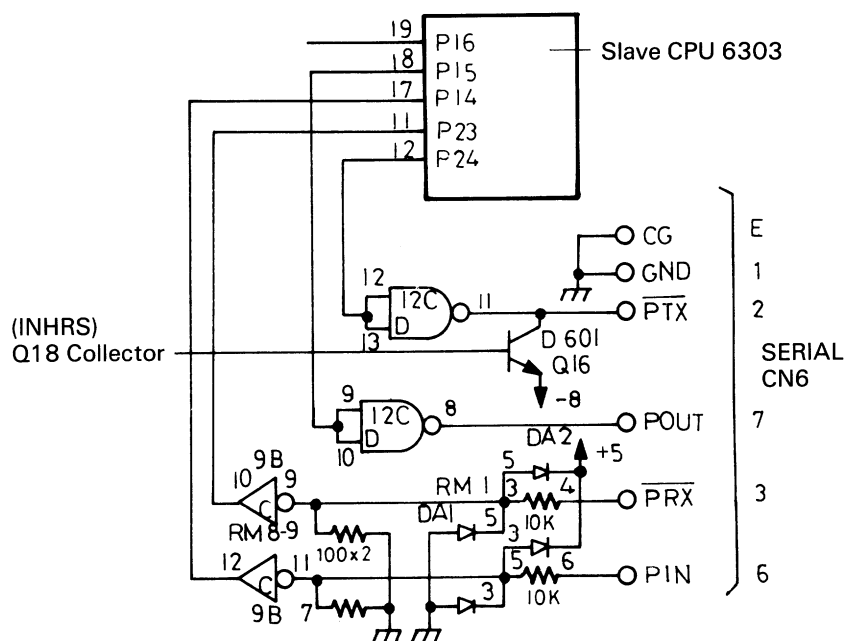 19 P16
18 P15
17 P14
11 P23
12 P24
Slave CPU 6303
CG E
GND 1
12 12C 11 PTX 2
D
13
D 601
Q16
-8
(INHRS)
Q18 Collector
SERIAL
CN6
9 12C 8 POUT 7
D
10
DA2
+5
9B
10 C 9
RM 8-9
RM 1
5
3 4 PRX 3
10K
DA1 5
100x2
3
12 C 11
9B
5 6 PIN 6
10K
7
3